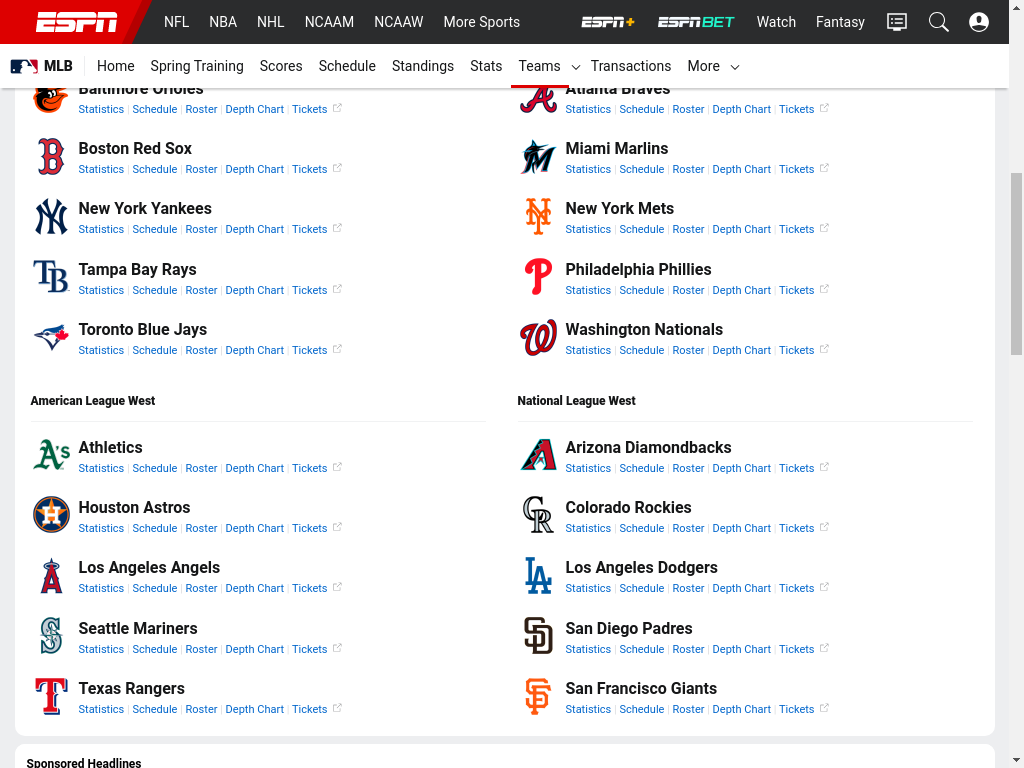 ESPN NFL NBA NHL NCAAM NCAAW More Sports ESPN+ ESPN BET Watch Fantasy
MLB Home Spring Training Scores Schedule Standings Stats Teams Transactions More
Baltimore Orioles
Statistics Schedule Roster Depth Chart Tickets
Boston Red Sox
Statistics Schedule Roster Depth Chart Tickets
New York Yankees
Statistics Schedule Roster Depth Chart Tickets
Tampa Bay Rays
Statistics Schedule Roster Depth Chart Tickets
Toronto Blue Jays
Statistics Schedule Roster Depth Chart Tickets
American League West
Athletics
Statistics Schedule Roster Depth Chart Tickets
Houston Astros
Statistics Schedule Roster Depth Chart Tickets
Los Angeles Angels
Statistics Schedule Roster Depth Chart Tickets
Seattle Mariners
Statistics Schedule Roster Depth Chart Tickets
Texas Rangers
Statistics Schedule Roster Depth Chart Tickets
Atlanta Braves
Statistics Schedule Roster Depth Chart Tickets
Miami Marlins
Statistics Schedule Roster Depth Chart Tickets
New York Mets
Statistics Schedule Roster Depth Chart Tickets
Philadelphia Phillies
Statistics Schedule Roster Depth Chart Tickets
Washington Nationals
Statistics Schedule Roster Depth Chart Tickets
National League West
Arizona Diamondbacks
Statistics Schedule Roster Depth Chart Tickets
Colorado Rockies
Statistics Schedule Roster Depth Chart Tickets
Los Angeles Dodgers
Statistics Schedule Roster Depth Chart Tickets
San Diego Padres
Statistics Schedule Roster Depth Chart Tickets
San Francisco Giants
Statistics Schedule Roster Depth Chart Tickets
Sponsored Headlines